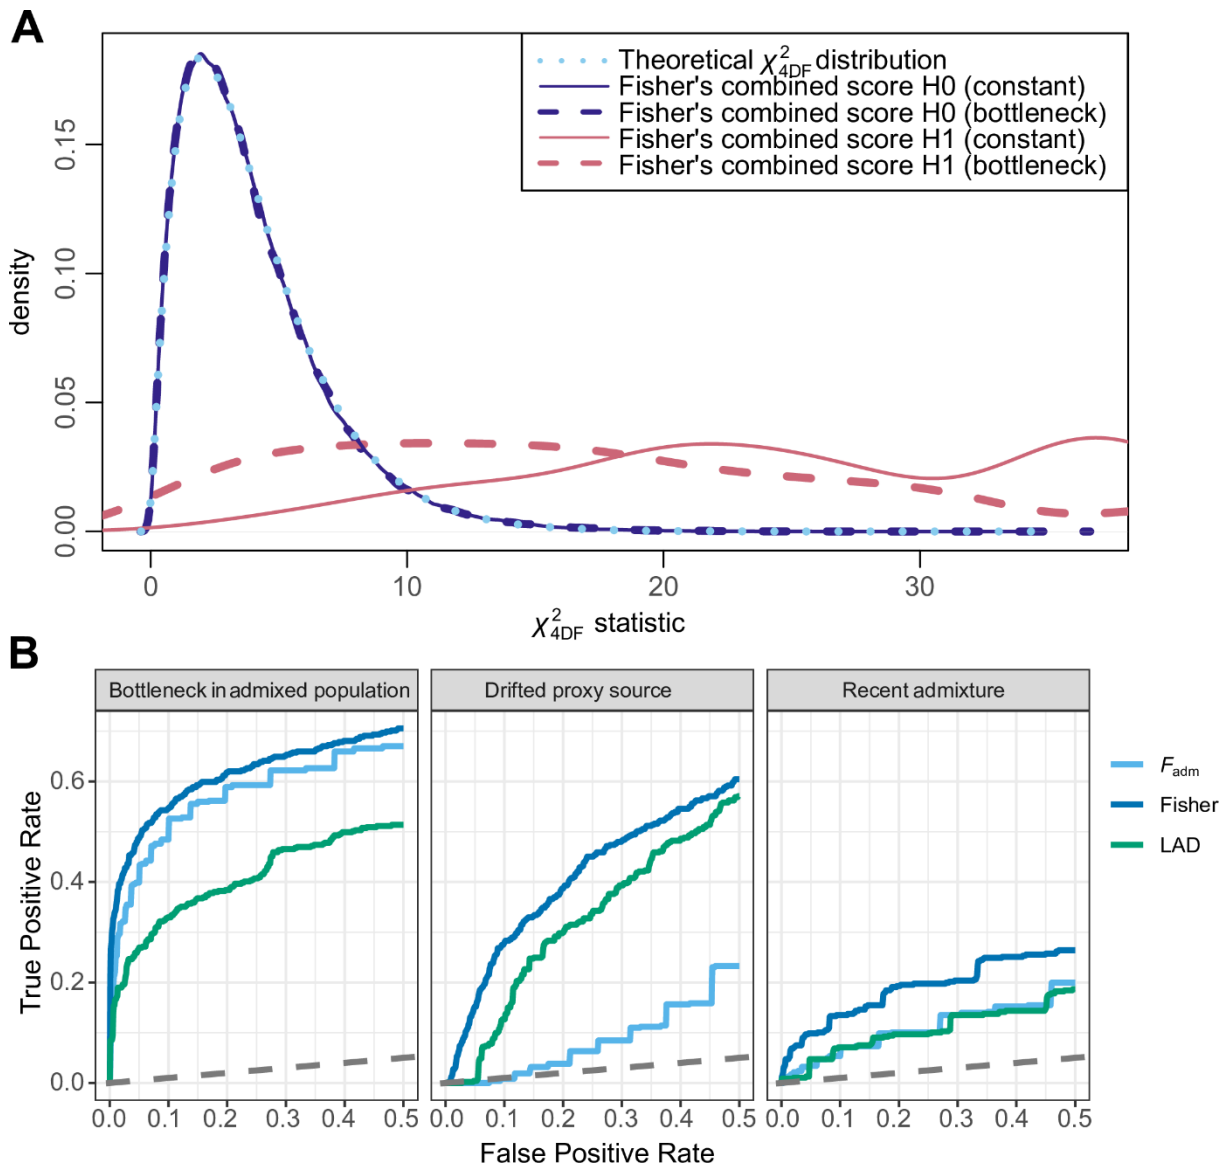 A
Theoretical χ²4DF distribution
Fisher's combined score H0 (constant)
Fisher's combined score H0 (bottleneck)
Fisher's combined score H1 (constant)
Fisher's combined score H1 (bottleneck)
density
0.15
0.10
0.05
0.00
0 10 20 30
χ²4DF statistic
B
Bottleneck in admixed population
Drifted proxy source
Recent admixture
True Positive Rate
0.6
0.4
0.2
0.0
Fadm
Fisher
LAD
0.0 0.1 0.2 0.3 0.4 0.5
0.0 0.1 0.2 0.3 0.4 0.5
0.0 0.1 0.2 0.3 0.4 0.5
False Positive Rate